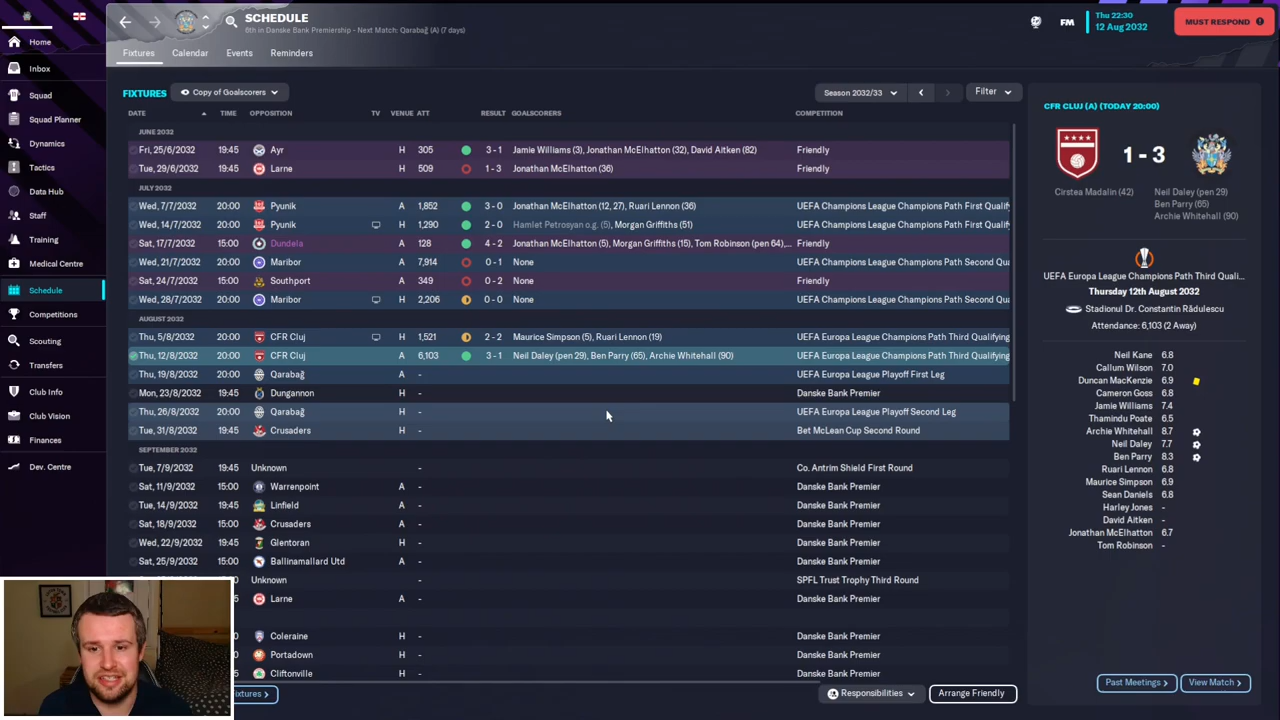 SCHEDULE
6th in Danske Bank Premiership - Next Match: Qarabağ (A) (7 days)
FM
Thu 22:30
12 Aug 2032
MUST RESPOND
Home
Inbox
Squad
Squad Planner
Dynamics
Tactics
Data Hub
Staff
Training
Medical Centre
Schedule
Competitions
Scouting
Transfers
Club Info
Club Vision
Finances
Dev. Centre
Fixtures Calendar Events Reminders
FIXTURES Copy of Goalscorers Season 2032/33 Filter
DATE TIME OPPOSITION TV VENUE ATT RESULT GOALSCORERS COMPETITION
JUNE 2032
Fri, 25/6/2032 19:45 Ayr H 305 3 - 1 Jamie Williams (3), Jonathan McElhatton (32), David Aitken (82) Friendly
Tue, 29/6/2032 19:45 Larne H 509 1 - 3 Jonathan McElhatton (36) Friendly
JULY 2032
Wed, 7/7/2032 20:00 Pyunik A 1,852 3 - 0 Jonathan McElhatton (12, 27), Ruari Lennon (36) UEFA Champions League Champions Path First Qualify
Wed, 14/7/2032 20:00 Pyunik H 1,290 2 - 0 Hamlet Petrosyan o.g. (5), Morgan Griffiths (51) UEFA Champions League Champions Path First Qualify
Sat, 17/7/2032 15:00 Dundela A 128 4 - 2 Jonathan McElhatton (5), Morgan Griffiths (15), Tom Robinson (pen 64),... Friendly
Wed, 21/7/2032 20:00 Maribor A 7,914 0 - 1 None UEFA Champions League Champions Path Second Qua
Sat, 24/7/2032 15:00 Southport A 349 0 - 2 None Friendly
Wed, 28/7/2032 20:00 Maribor H 2,206 0 - 0 None UEFA Champions League Champions Path Second Qua
AUGUST 2032
Thu, 5/8/2032 20:00 CFR Cluj H 1,521 2 - 2 Maurice Simpson (5), Ruari Lennon (19) UEFA Europa League Champions Path Third Qualifying
Thu, 12/8/2032 20:00 CFR Cluj A 6,103 3 - 1 Neil Daley (pen 29), Ben Parry (65), Archie Whitehall (90) UEFA Europa League Champions Path Third Qualifying
Thu, 19/8/2032 20:00 Qarabağ A - UEFA Europa League Playoff First Leg
Mon, 23/8/2032 19:45 Dungannon H - Danske Bank Premier
Thu, 26/8/2032 20:00 Qarabağ H - UEFA Europa League Playoff Second Leg
Tue, 31/8/2032 19:45 Crusaders H - Bet McLean Cup Second Round
SEPTEMBER 2032
Tue, 7/9/2032 19:45 Unknown - Co. Antrim Shield First Round
Sat, 11/9/2032 15:00 Warrenpoint A - Danske Bank Premier
Tue, 14/9/2032 19:45 Linfield A - Danske Bank Premier
Sat, 18/9/2032 15:00 Crusaders A - Danske Bank Premier
Wed, 22/9/2032 19:45 Glentoran H - Danske Bank Premier
Sat, 25/9/2032 15:00 Ballinamallard Utd A - Danske Bank Premier
Unknown - SPFL Trust Trophy Third Round
Larne A - Danske Bank Premier
Coleraine H - Danske Bank Premier
Portadown H - Danske Bank Premier
Cliftonville H - Danske Bank Premier
Responsibilities Arrange Friendly
CFR CLUJ (A) (TODAY 20:00)
1 - 3
Cirstea Madalin (42) Neil Daley (pen 29)
Ben Parry (65)
Archie Whitehall (90)
UEFA Europa League Champions Path Third Quali...
Thursday 12th August 2032
Stadionul Dr. Constantin Rădulescu
Attendance: 6,103 (2 Away)
Neil Kane 6.8
Callum Wilson 7.0
Duncan MacKenzie 6.9
Cameron Goss 6.8
Jamie Williams 7.4
Thamindu Poate 6.5
Archie Whitehall 8.7
Neil Daley 7.7
Ben Parry 8.3
Ruari Lennon 6.8
Maurice Simpson 6.9
Sean Daniels 6.8
Harley Jones -
David Aitken -
Jonathan McElhatton 6.7
Tom Robinson -
Past Meetings View Match